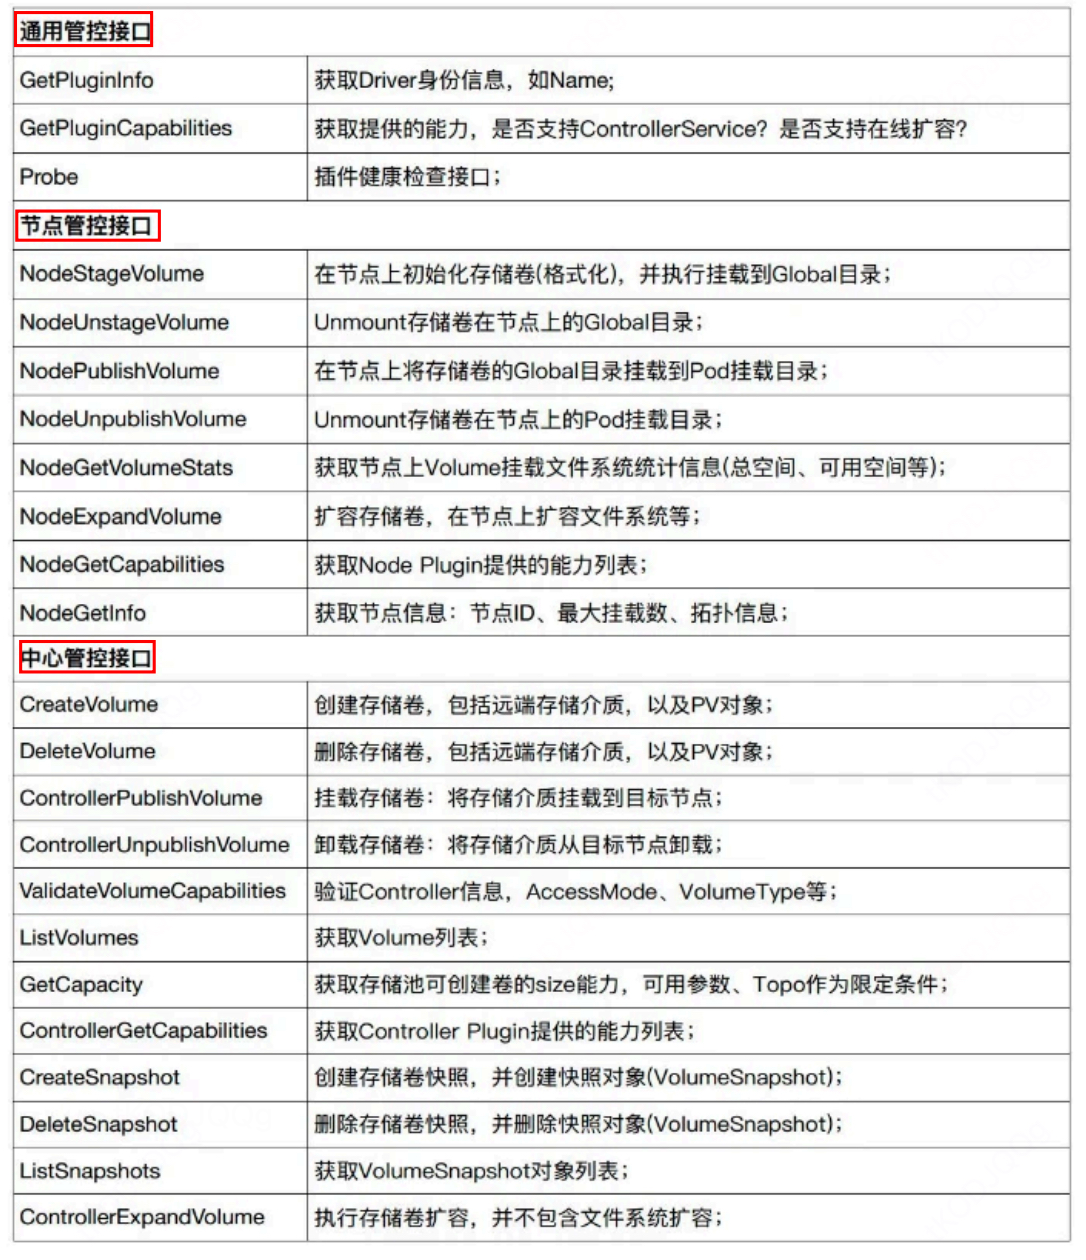 通用管控接口
GetPluginInfo 获取Driver身份信息，如Name;
GetPluginCapabilities 获取提供的能力，是否支持ControllerService？是否支持在线扩容？
Probe 插件健康检查接口；
节点管控接口
NodeStageVolume 在节点上初始化存储卷(格式化)，并执行挂载到Global目录；
NodeUnstageVolume Unmount存储卷在节点上的Global目录；
NodePublishVolume 在节点上将存储卷的Global目录挂载到Pod挂载目录；
NodeUnpublishVolume Unmount存储卷在节点上的Pod挂载目录；
NodeGetVolumeStats 获取节点上Volume挂载文件系统统计信息(总空间、可用空间等)；
NodeExpandVolume 扩容存储卷，在节点上扩容文件系统等；
NodeGetCapabilities 获取Node Plugin提供的能力列表；
NodeGetInfo 获取节点信息：节点ID、最大挂载数、拓扑信息；
中心管控接口
CreateVolume 创建存储卷，包括远端存储介质，以及PV对象；
DeleteVolume 删除存储卷，包括远端存储介质，以及PV对象；
ControllerPublishVolume 挂载存储卷：将存储介质挂载到目标节点；
ControllerUnpublishVolume 卸载存储卷：将存储介质从目标节点卸载；
ValidateVolumeCapabilities 验证Controller信息，AccessMode、VolumeType等；
ListVolumes 获取Volume列表；
GetCapacity 获取存储池可创建卷的size能力，可用参数、Topo作为限定条件；
ControllerGetCapabilities 获取Controller Plugin提供的能力列表；
CreateSnapshot 创建存储卷快照，并创建快照对象(VolumeSnapshot)；
DeleteSnapshot 删除存储卷快照，并删除快照对象(VolumeSnapshot)；
ListSnapshots 获取VolumeSnapshot对象列表；
ControllerExpandVolume 执行存储卷扩容，并不包含文件系统扩容；